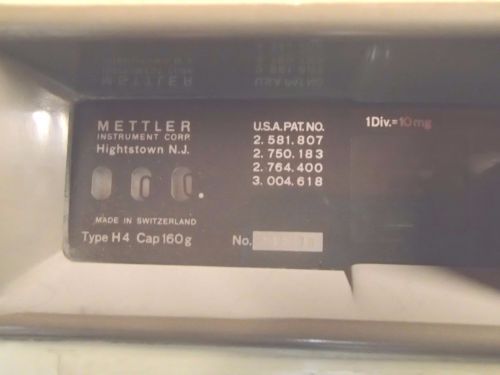 METTLER
INSTRUMENT CORP.
Hightstown N.J.
MADE IN SWITZERLAND
Type H4 Cap 160g
U.S.A. PAT. NO.
2.581.807
2.750.183
2.764.400
3.004.618
No.
1Div.=10mg